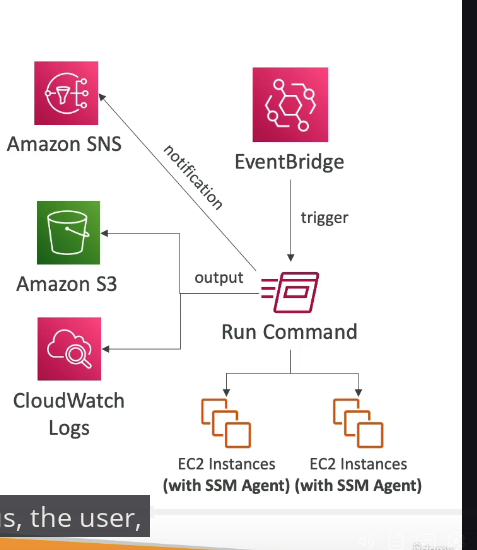 Amazon SNS
EventBridge
notification
trigger
Amazon S3
output
Run Command
CloudWatch
Logs
EC2 Instances
(with SSM Agent)
EC2 Instances
(with SSM Agent)
the user,